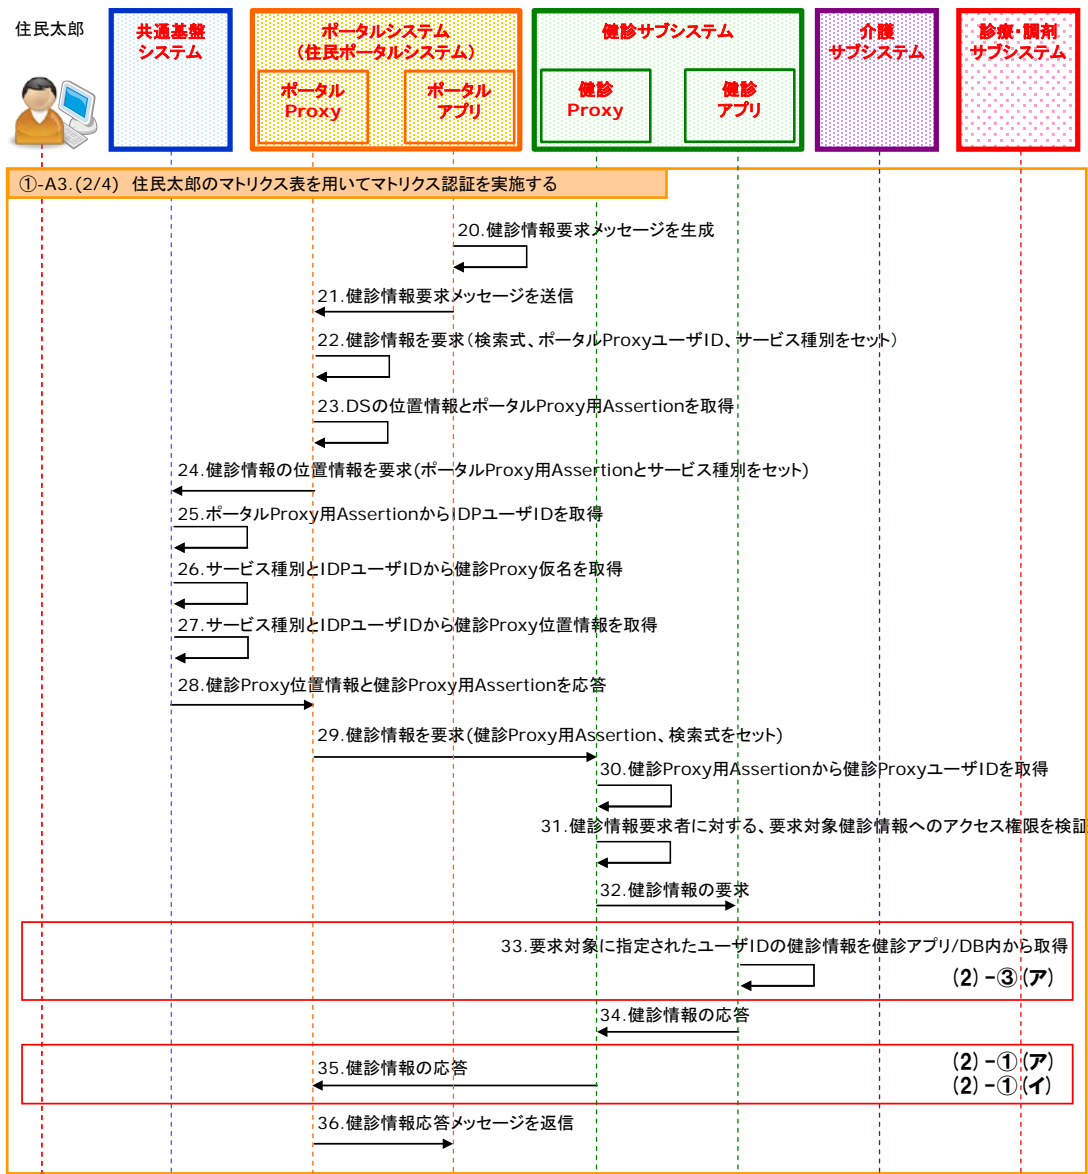 住民太郎
共通基盤
システム
ポータルシステム
(住民ポータルシステム)
ポータル
Proxy
ポータル
アプリ
健診サブシステム
健診
Proxy
健診
アプリ
介護
サブシステム
診療・調剤
サブシステム
①-A3.(2/4) 住民太郎のマトリクス表を用いてマトリクス認証を実施する
20.健診情報要求メッセージを生成
21.健診情報要求メッセージを送信
22.健診情報を要求(検索式、ポータルProxyユーザID、サービス種別をセット)
23.DSの位置情報とポータルProxy用Assertionを取得
24.健診情報の位置情報を要求(ポータルProxy用Assertionとサービス種別をセット)
25.ポータルProxy用AssertionからIDPユーザIDを取得
26.サービス種別とIDPユーザIDから健診Proxy仮名を取得
27.サービス種別とIDPユーザIDから健診Proxy位置情報を取得
28.健診Proxy位置情報と健診Proxy用Assertionを応答
29.健診情報を要求(健診Proxy用Assertion、検索式をセット)
30.健診Proxy用Assertionから健診ProxyユーザIDを取得
31.健診情報要求者に対する、要求対象健診情報へのアクセス権限を検証
32.健診情報の要求
33.要求対象に指定されたユーザIDの健診情報を健診アプリ/DB内から取得
(2)-③(ア)
34.健診情報の応答
35.健診情報の応答
(2)-①(ア)
(2)-①(イ)
36.健診情報応答メッセージを返信